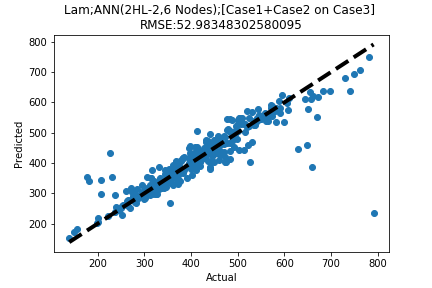 Lam;ANN(2HL-2,6 Nodes);[Case1+Case2 on Case3]
RMSE:52.98348302580095
800
700
600
500
400
300
200
Predicted
200 300 400 500 600 700 800
Actual